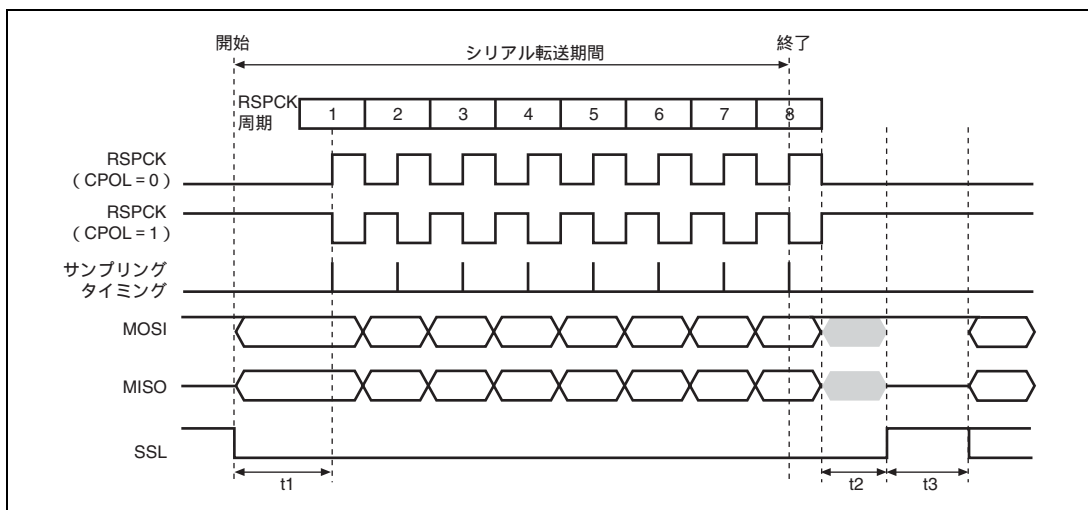 開始
シリアル転送期間
終了
RSPCK
周期
1 2 3 4 5 6 7 8
RSPCK
(CPOL = 0)
RSPCK
(CPOL = 1)
サンプリング
タイミング
MOSI
MISO
SSL
t1 t2 t3